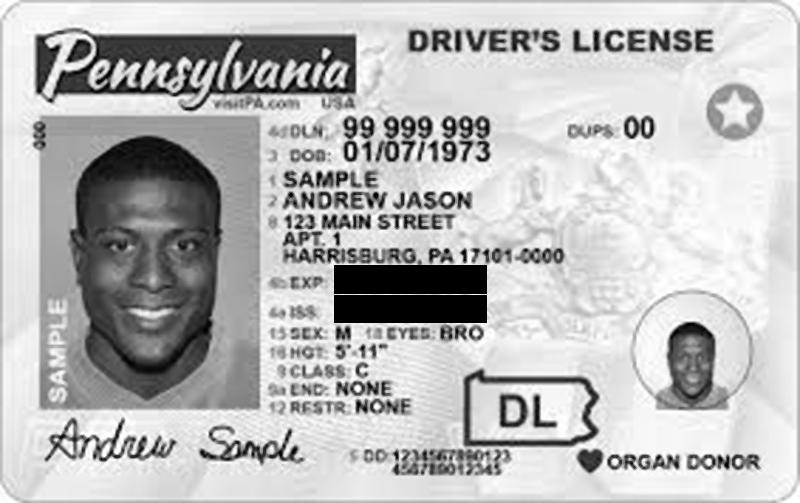 Pennsylvania
visitPA.com USA
DRIVER'S LICENSE
000
4d DLN: 99 999 999 DUPS: 00
3 DOB: 01/07/1973
1 SAMPLE
2 ANDREW JASON
8 123 MAIN STREET
APT. 1
HARRISBURG, PA 17101-0000
4b EXP:
4a ISS:
15 SEX: M 18 EYES: BRO
16 HGT: 5'-11"
9 CLASS: C
9a END: NONE
12 RESTR: NONE
SAMPLE
DL
Andrew Sample
5 DD: 1234567890123
456789012345
ORGAN DONOR